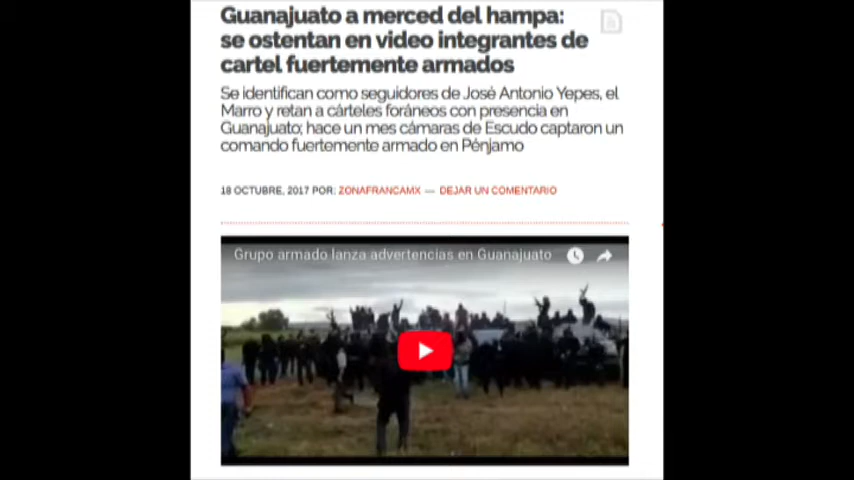 Guanajuato a merced del hampa:
se ostentan en video integrantes de
cartel fuertemente armados
Se identifican como seguidores de José Antonio Yepes, el
Marro y retan a cárteles foráneos con presencia en
Guanajuato; hace un mes cámaras de Escudo captaron un
comando fuertemente armado en Pénjamo
18 OCTUBRE, 2017 POR: ZONAFRANCAMX — DEJAR UN COMENTARIO
Grupo armado lanza advertencias en Guanajuato